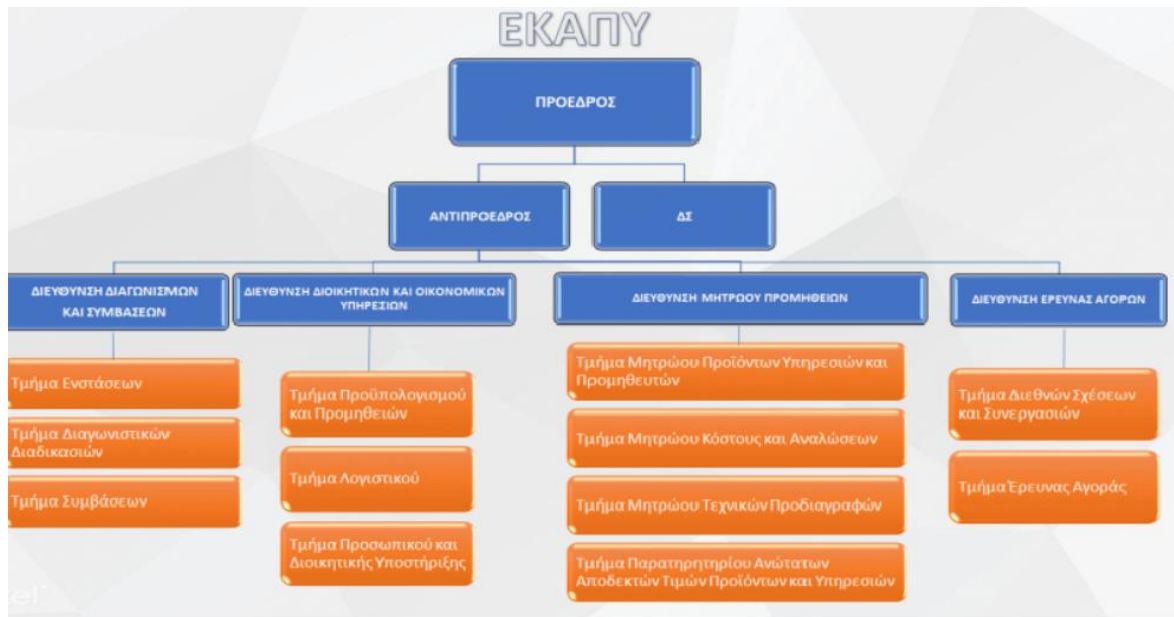 ΕΚΑΠΥ
ΠΡΟΕΔΡΟΣ
ΑΝΤΙΠΡΟΕΔΡΟΣ
ΔΣ
ΔΙΕΥΘΥΝΣΗ ΔΙΑΓΩΝΙΣΜΩΝ
ΚΑΙ ΣΥΜΒΑΣΕΩΝ
Τμήμα Ενστάσεων
Τμήμα Διαγωνιστικών
Διαδικασιών
Τμήμα Συμβάσεων
ΔΙΕΥΘΥΝΣΗ ΔΙΟΙΚΗΤΙΚΩΝ ΚΑΙ ΟΙΚΟΝΟΜΙΚΩΝ
ΥΠΗΡΕΣΙΩΝ
Τμήμα Προϋπολογισμού
και Προμηθειών
Τμήμα Λογιστικού
Τμήμα Προσωπικού και
Διοικητικής Υποστήριξης
ΔΙΕΥΘΥΝΣΗ ΜΗΤΡΩΟΥ ΠΡΟΜΗΘΕΙΩΝ
Τμήμα Μητρώου Προϊόντων Υπηρεσιών και
Προμηθευτών
Τμήμα Μητρώου Κόστους και Αναλώσεων
Τμήμα Μητρώου Τεχνικών Προδιαγραφών
Τμήμα Παρατηρητηρίου Ανώτατων
Αποδεκτών Τιμών Προϊόντων και Υπηρεσιών
ΔΙΕΥΘΥΝΣΗ ΕΡΕΥΝΑΣ ΑΓΟΡΩΝ
Τμήμα Διεθνών Σχέσεων
και Συνεργασιών
Τμήμα Έρευνας Αγοράς